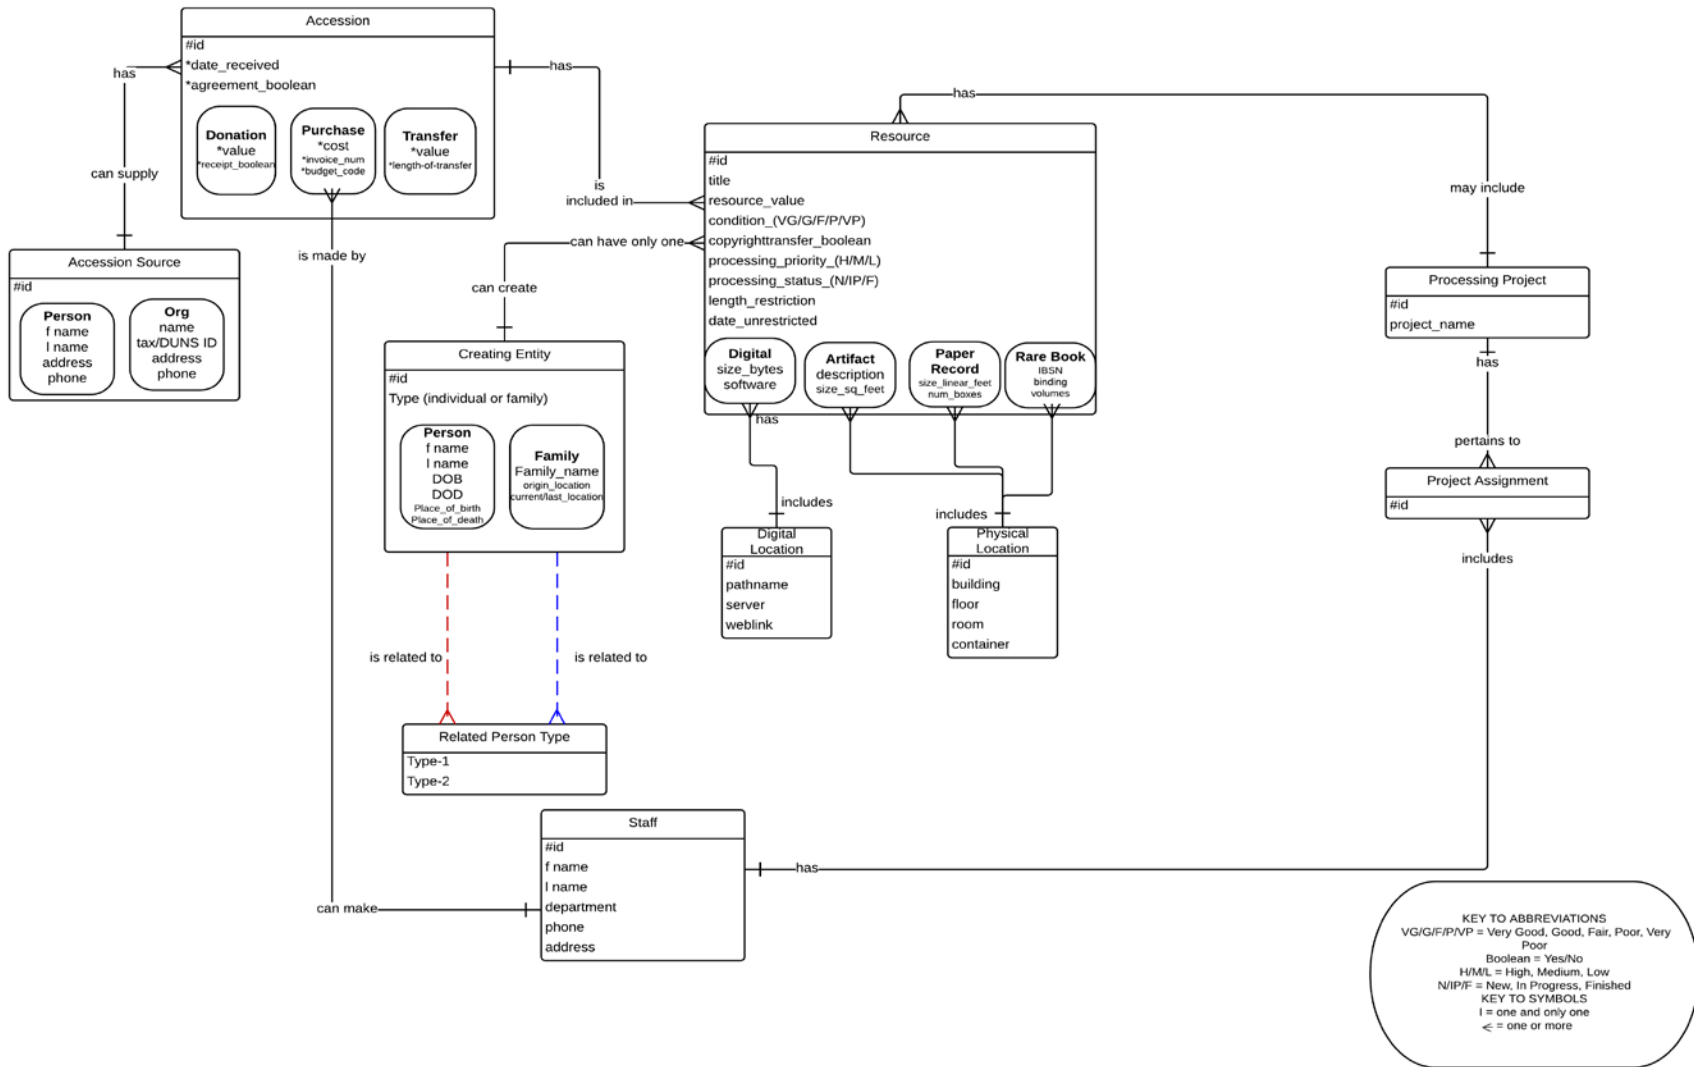 Accession
#id
*date_received
*agreement_boolean
Donation
*value
*receipt_boolean
Purchase
*cost
*invoice_num
*budget_code
Transfer
*value
*length-of-transfer
has
can supply
Accession Source
#id
Person
f name
l name
address
phone
Org
name
tax/DUNS ID
address
phone
has
is
included in
is made by
can make
Resource
#id
title
resource_value
condition_(VG/G/F/P/VP)
copyrighttransfer_boolean
processing_priority_(H/M/L)
processing_status_(N/IP/F)
length_restriction
date_unrestricted
Digital
size_bytes
software
Artifact
description
size_sq_feet
Paper
Record
size_linear_feet
num_boxes
Rare Book
IBSN
binding
volumes
can have only one
can create
Creating Entity
#id
Type (individual or family)
Person
f name
l name
DOB
DOD
Place_of_birth
Place_of_death
Family
Family_name
origin_location
current/last_location
is related to
is related to
Related Person Type
Type-1
Type-2
has
includes
Digital
Location
#id
pathname
server
weblink
includes
Physical
Location
#id
building
floor
room
container
has
may include
Processing Project
#id
project_name
has
pertains to
Project Assignment
#id
includes
has
Staff
#id
f name
l name
department
phone
address
KEY TO ABBREVIATIONS
VG/G/F/P/VP = Very Good, Good, Fair, Poor, Very
Poor
Boolean = Yes/No
H/M/L = High, Medium, Low
N/IP/F = New, In Progress, Finished
KEY TO SYMBOLS
I = one and only one
⪪ = one or more